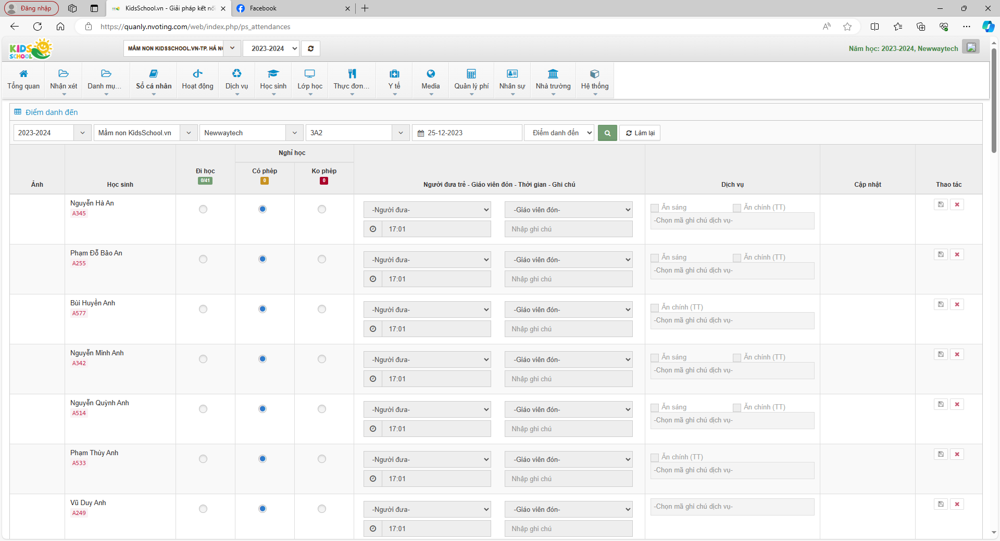 Đăng nhập
KidsSchool.vn - Giải pháp kết nối
Facebook
https://quanly.nvoting.com/web/index.php/ps_attendances
KIDS
SCHOOL
MẦM NON KIDSSCHOOL.VN-TP. HÀ NỘ
2023-2024
Năm học: 2023-2024, Newwaytech
Tổng quan
Nhận xét
Danh mụ...
Sổ cá nhân
Hoạt động
Dịch vụ
Học sinh
Lớp học
Thực đơn...
Y tế
Media
Quản lý phí
Nhân sự
Nhà trường
Hệ thống
Điểm danh đến
2023-2024
Mầm non KidsSchool.vn
Newwaytech
3A2
25-12-2023
Điểm danh đến
Làm lại
Ảnh
Học sinh
Đi học
0/41
Nghỉ học
Có phép
0
Ko phép
0
Người đưa trẻ - Giáo viên đón - Thời gian - Ghi chú
Dịch vụ
Cập nhật
Thao tác
Nguyễn Hà An
A345
-Người đưa-
-Giáo viên đón-
17:01
Nhập ghi chú
Ăn sáng
Ăn chính (TT)
-Chọn mã ghi chú dịch vụ-
Phạm Đỗ Bảo An
A255
-Người đưa-
-Giáo viên đón-
17:01
Nhập ghi chú
Ăn sáng
Ăn chính (TT)
-Chọn mã ghi chú dịch vụ-
Bùi Huyền Anh
A577
-Người đưa-
-Giáo viên đón-
17:01
Nhập ghi chú
Ăn chính (TT)
-Chọn mã ghi chú dịch vụ-
Nguyễn Minh Anh
A342
-Người đưa-
-Giáo viên đón-
17:01
Nhập ghi chú
Ăn sáng
Ăn chính (TT)
-Chọn mã ghi chú dịch vụ-
Nguyễn Quỳnh Anh
A514
-Người đưa-
-Giáo viên đón-
17:01
Nhập ghi chú
Ăn sáng
Ăn chính (TT)
-Chọn mã ghi chú dịch vụ-
Phạm Thùy Anh
A533
-Người đưa-
-Giáo viên đón-
17:01
Nhập ghi chú
Ăn chính (TT)
-Chọn mã ghi chú dịch vụ-
Vũ Duy Anh
A249
-Người đưa-
-Giáo viên đón-
17:01
Nhập ghi chú
-Chọn mã ghi chú dịch vụ-